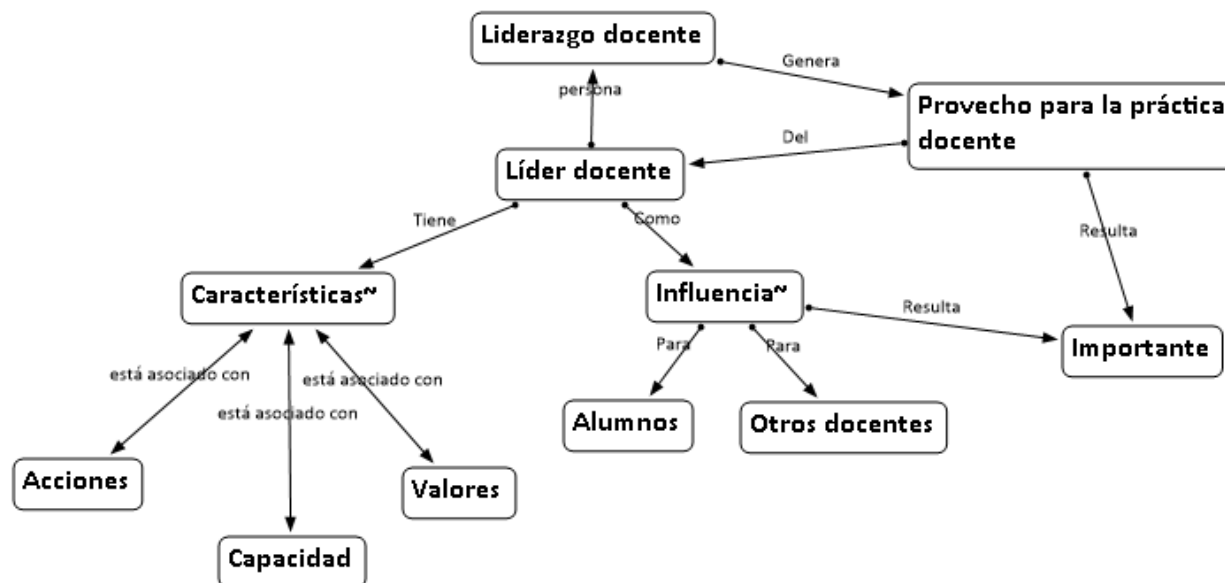 Liderazgo docente
Genera
persona
Provecho para la práctica
docente
Del
Líder docente
Tiene
Como
Resulta
Características~
Influencia~
Resulta
Importante
Para
Para
está asociado con
está asociado con
está asociado con
Alumnos
Otros docentes
Acciones
Valores
Capacidad